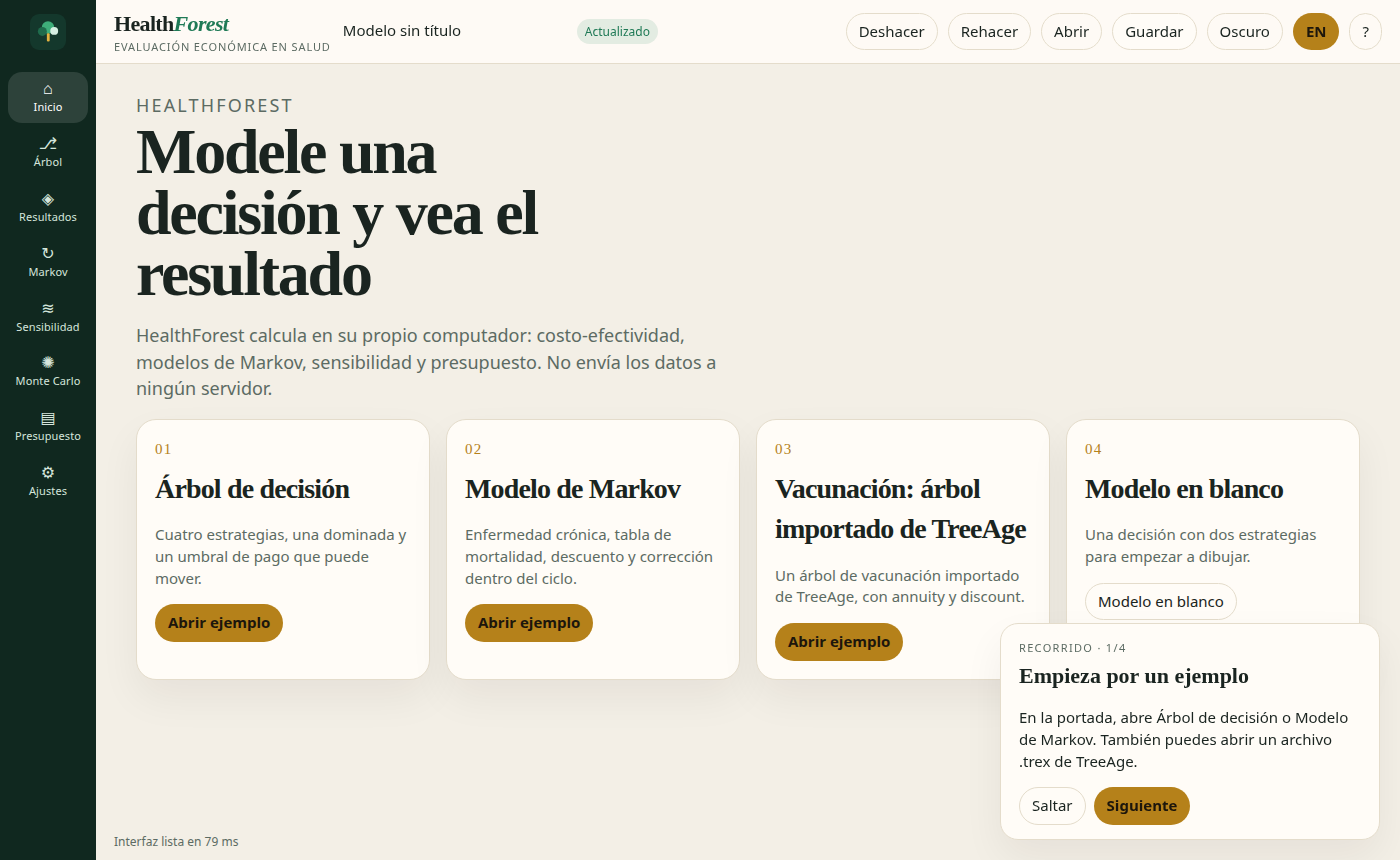 HealthForest
EVALUACIÓN ECONÓMICA EN SALUD
Modelo sin título
Actualizado
Deshacer
Rehacer
Abrir
Guardar
Oscuro
EN
?
Inicio
Árbol
Resultados
Markov
Sensibilidad
Monte Carlo
Presupuesto
Ajustes
HEALTHFOREST
Modele una
decisión y vea el
resultado
HealthForest calcula en su propio computador: costo-efectividad,
modelos de Markov, sensibilidad y presupuesto. No envía los datos a
ningún servidor.
01
Árbol de decisión
Cuatro estrategias, una dominada y
un umbral de pago que puede
mover.
Abrir ejemplo
02
Modelo de Markov
Enfermedad crónica, tabla de
mortalidad, descuento y corrección
dentro del ciclo.
Abrir ejemplo
03
Vacunación: árbol
importado de TreeAge
Un árbol de vacunación importado
de TreeAge, con annuity y discount.
Abrir ejemplo
04
Modelo en blanco
Una decisión con dos estrategias
para empezar a dibujar.
Modelo en blanco
RECORRIDO · 1/4
Empieza por un ejemplo
En la portada, abre Árbol de decisión o Modelo
de Markov. También puedes abrir un archivo
.trex de TreeAge.
Saltar
Siguiente
Interfaz lista en 79 ms